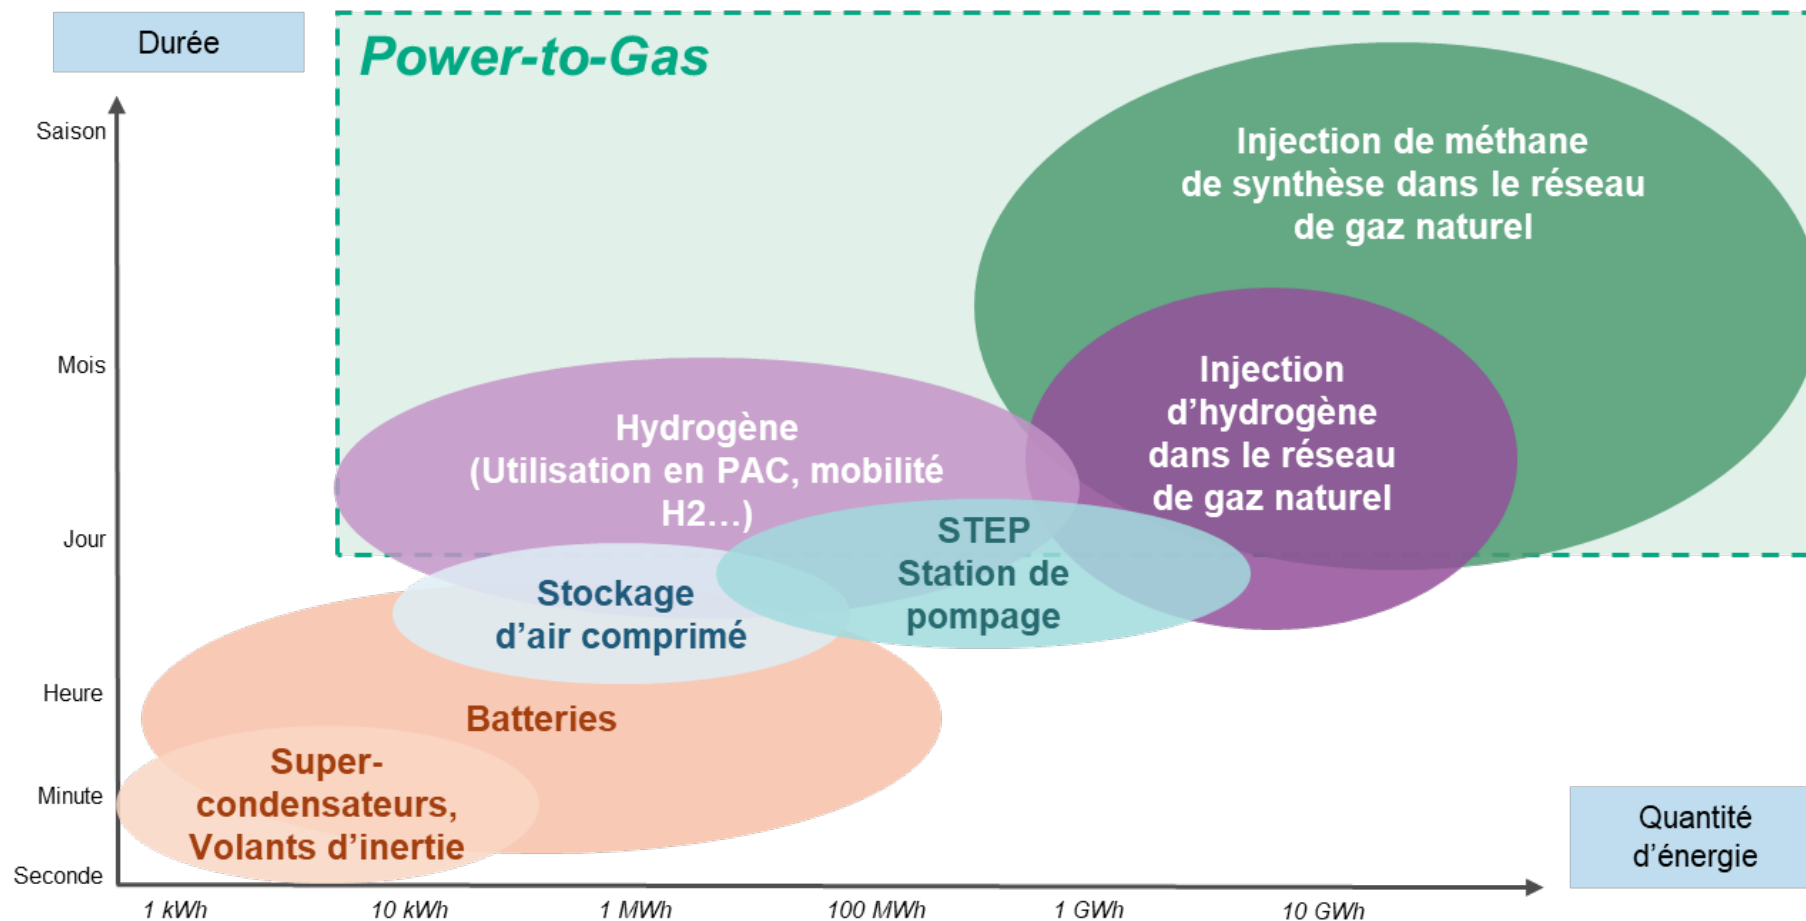 Durée
Power-to-Gas
Saison
Injection de méthane
de synthèse dans le réseau
de gaz naturel
Mois
Injection
d’hydrogène
dans le réseau
de gaz naturel
Hydrogène
(Utilisation en PAC, mobilité
H2…)
Jour
STEP
Station de
pompage
Stockage
d’air comprimé
Heure
Batteries
Super-
condensateurs,
Volants d’inertie
Minute
Quantité
d’énergie
Seconde
1 kWh
10 kWh
1 MWh
100 MWh
1 GWh
10 GWh